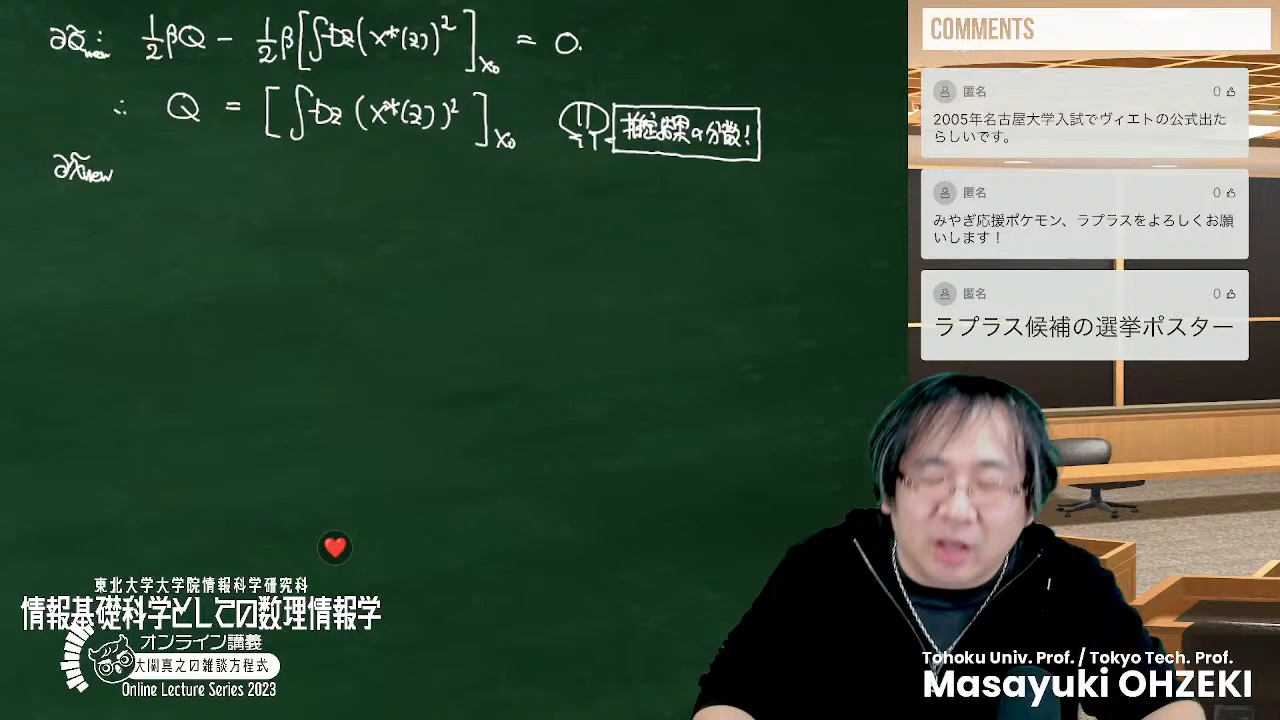 ∂Q̃new : 1/2 βQ - 1/2 β[∫Dz(x*(z))²]x₀ = 0.
∴ Q = [∫Dz (x*(z))²]x₀
推定結果の分散!
∂χ̃new
COMMENTS
匿名 0
2005年名古屋大学入試でヴィエトの公式出た
らしいです。
匿名 0
みやぎ応援ポケモン、ラプラスをよろしくお願
いします！
匿名 0
ラプラス候補の選挙ポスター
東北大学大学院情報科学研究科
情報基礎科学としての数理情報学
オンライン講義
大関真之の雑談方程式
Online Lecture Series 2023
Tohoku Univ. Prof. / Tokyo Tech. Prof.
Masayuki OHZEKI